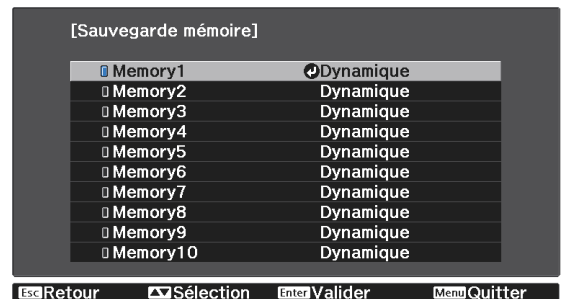 [Sauvegarde mémoire]
Memory1 Dynamique
Memory2 Dynamique
Memory3 Dynamique
Memory4 Dynamique
Memory5 Dynamique
Memory6 Dynamique
Memory7 Dynamique
Memory8 Dynamique
Memory9 Dynamique
Memory10 Dynamique
Esc Retour Sélection Enter Valider Menu Quitter